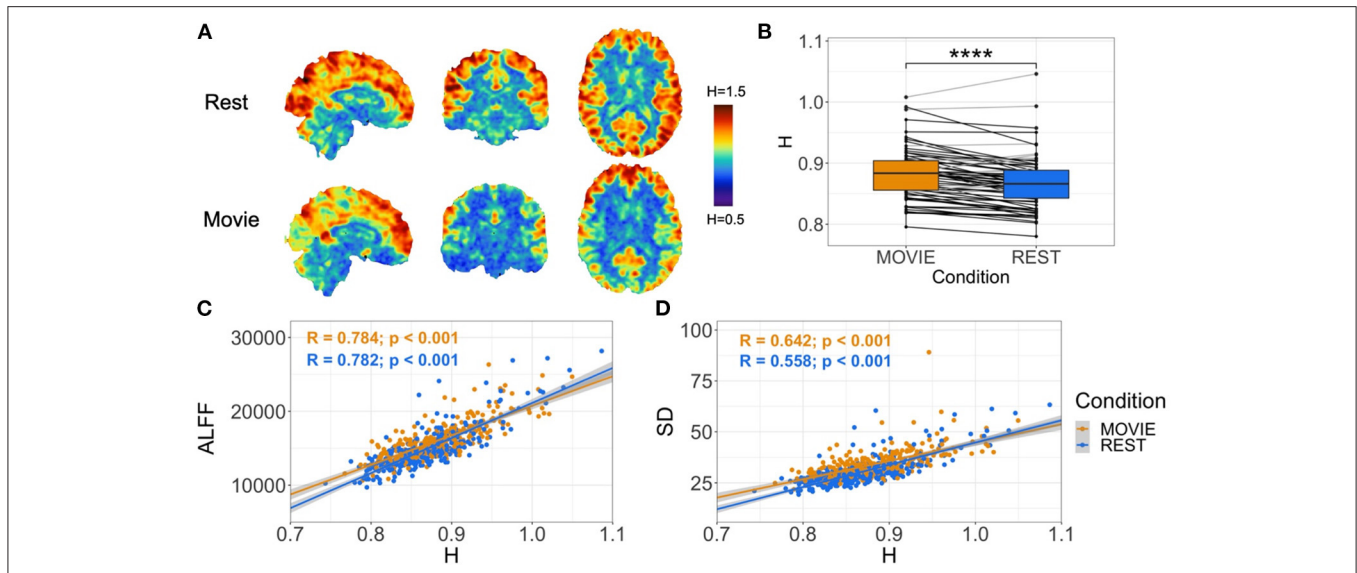 A
Rest
Movie
H=1.5
H=0.5
B
****
1.1
1.0
0.9
0.8
H
MOVIE REST
Condition
C
R = 0.784; p < 0.001
R = 0.782; p < 0.001
30000
20000
10000
ALFF
0.7 0.8 0.9 1.0 1.1
H
D
R = 0.642; p < 0.001
R = 0.558; p < 0.001
100
75
50
25
SD
0.7 0.8 0.9 1.0 1.1
H
Condition
MOVIE
REST